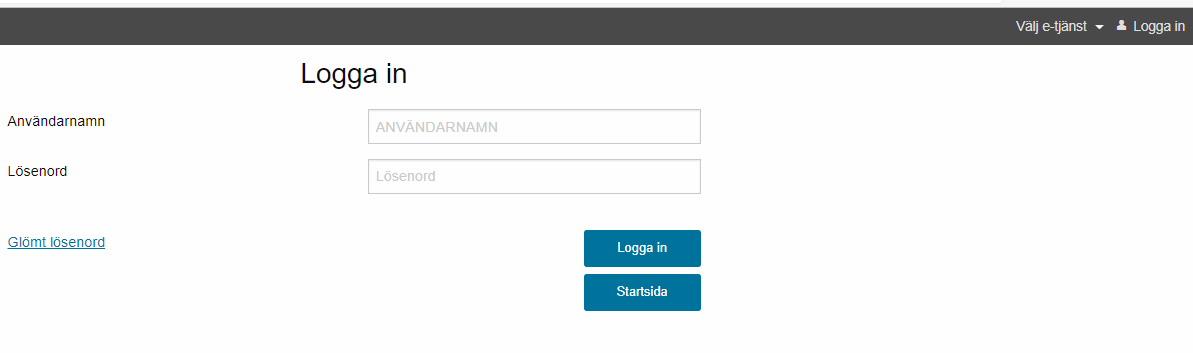 Välj e-tjänst Logga in
Logga in
Användarnamn ANVÄNDARNAMN
Lösenord Lösenord
Glömt lösenord Logga in
Startsida